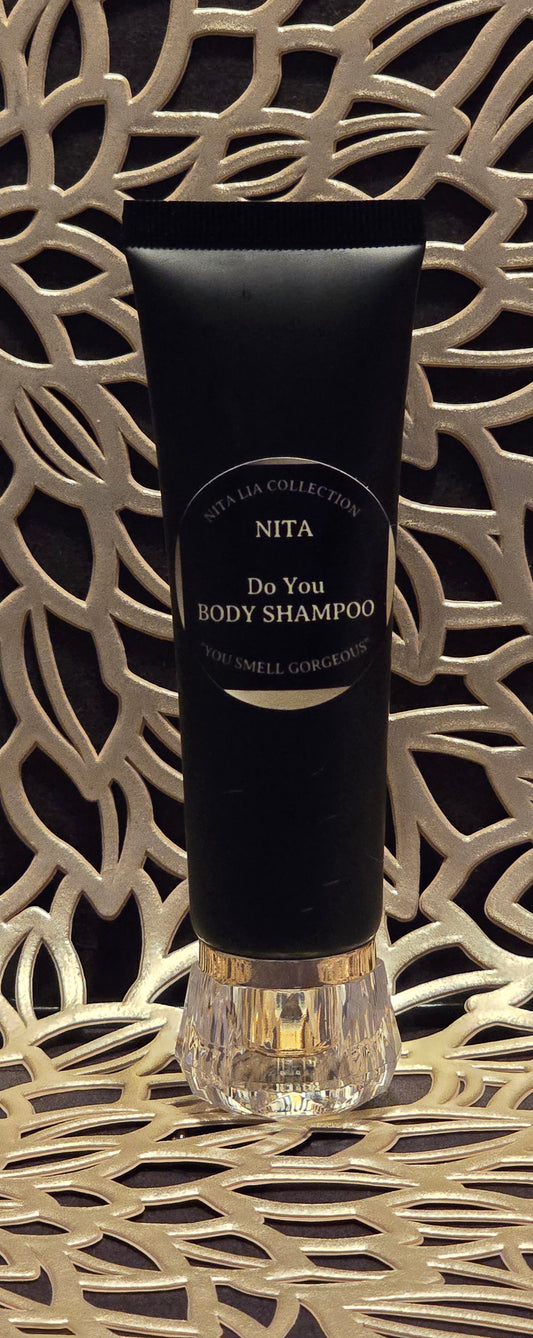 NITA LIA COLLECTION
NITA
Do You
BODY SHAMPOO
"YOU SMELL GORGEOUS"